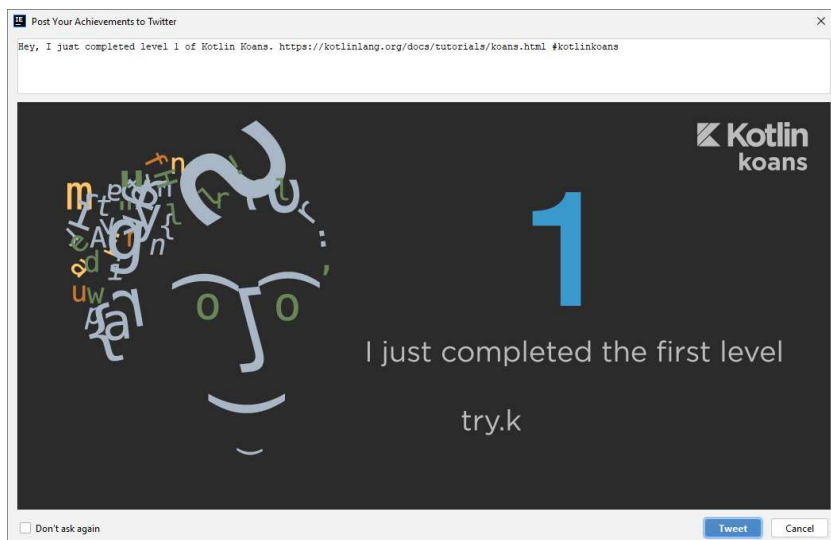 Post Your Achievements to Twitter
Hey, I just completed level 1 of Kotlin Koans. https://kotlinlang.org/docs/tutorials/koans.html #kotlinkoans
Kotlin
koans
1
I just completed the first level
try.k
Don't ask again
Tweet
Cancel